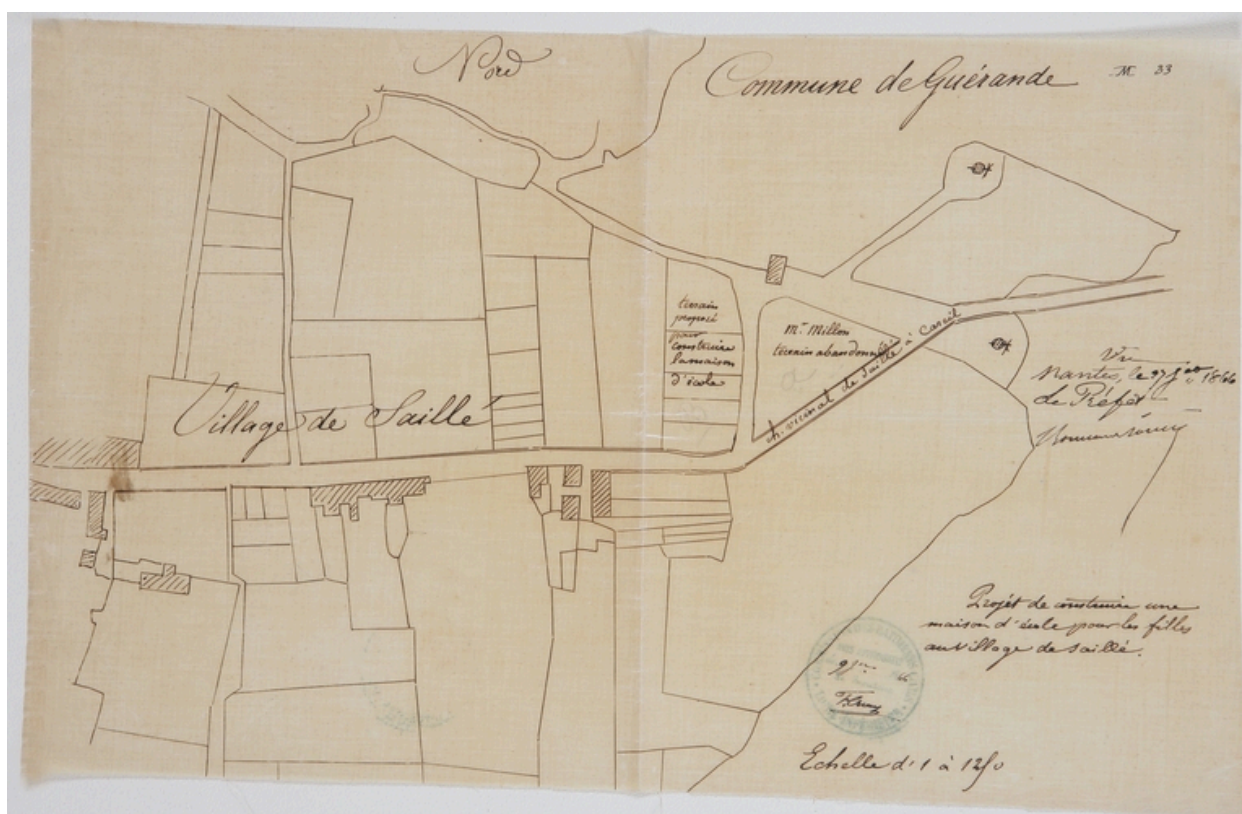 Nord
Commune de Guérande
M 33
terrain
proposé
pour
construire
la maison
d'école
Mr. Millon
terrain abandonné.
ch. vicinal de Saillé à Careil
Village de Saillé
Vu
Nantes, le 27 1866
Le Préfet
Projét de construire une
maison d'école pour les filles
au village de Saillé.
Echelle d'1 à 1250